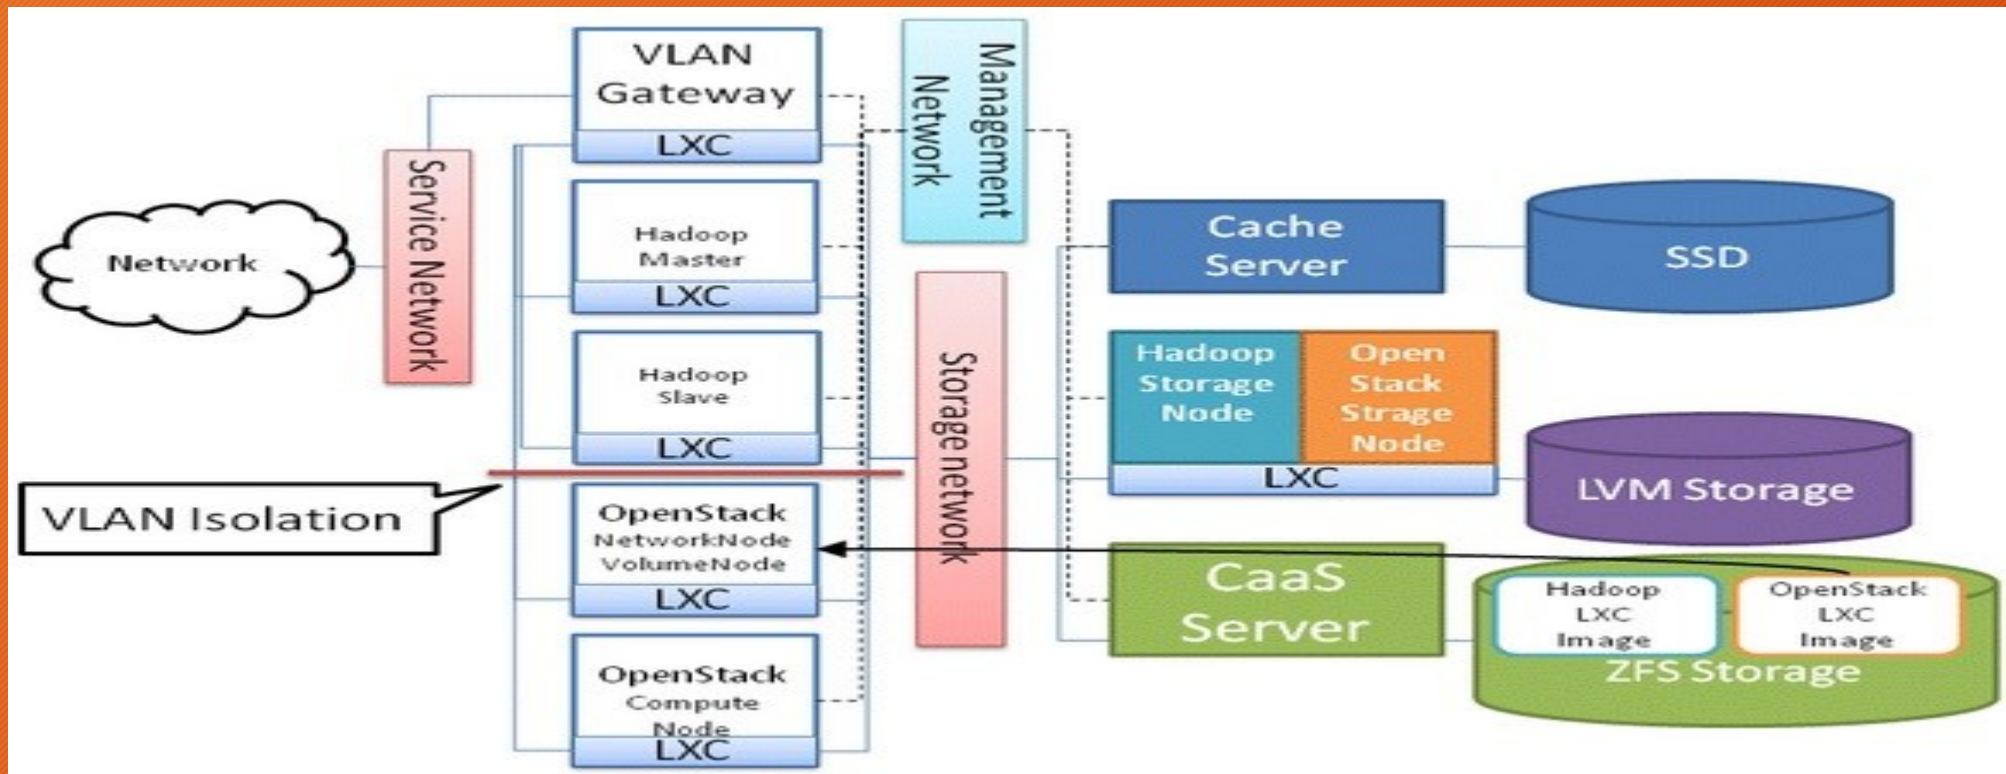 VLAN
Gateway
LXC
Hadoop
Master
LXC
Hadoop
Slave
LXC
OpenStack
NetworkNode
VolumeNode
LXC
OpenStack
Compute
Node
LXC
Network
Service Network
VLAN Isolation
Management
Network
Storage network
Cache
Server
SSD
Hadoop
Storage
Node
Open
Stack
Strage
Node
LXC
LVM Storage
CaaS
Server
Hadoop
LXC
Image
OpenStack
LXC
Image
ZFS Storage